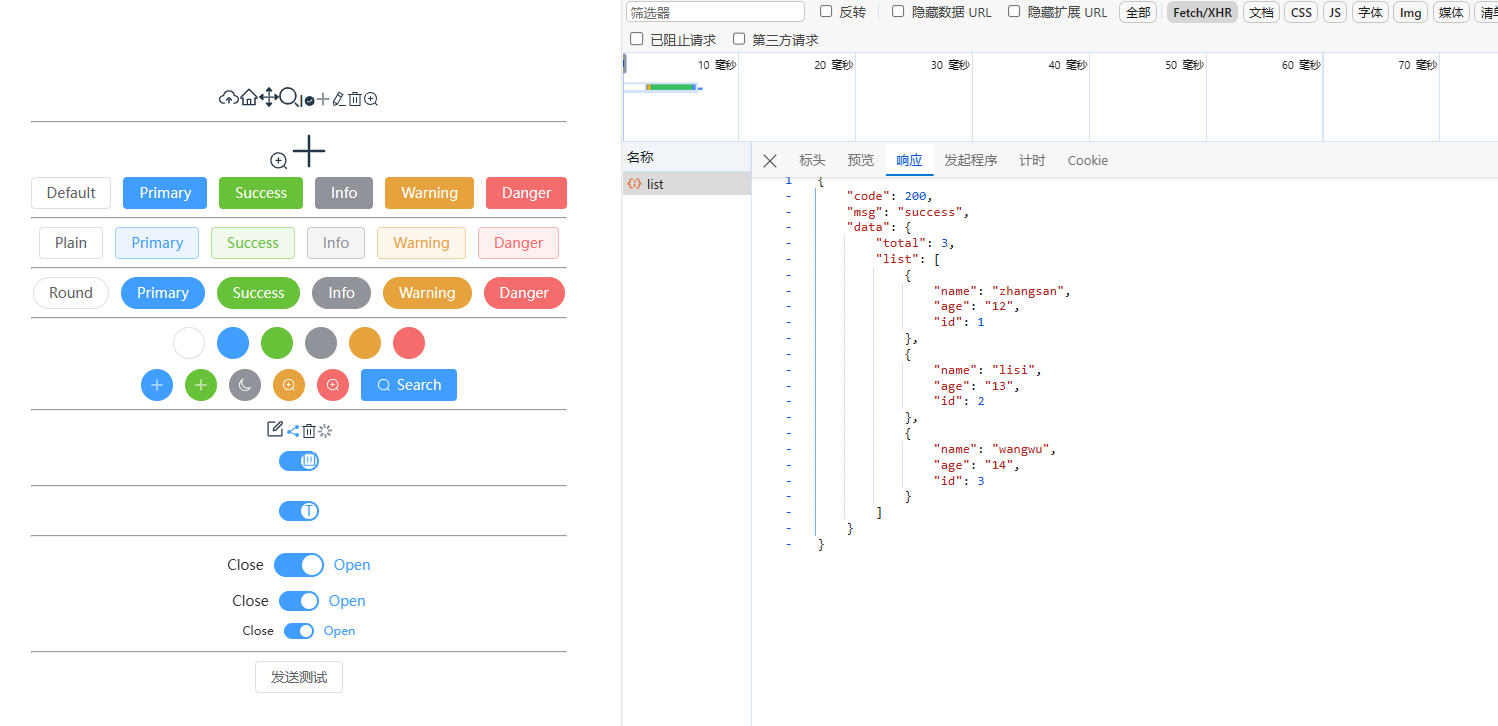 Default Primary Success Info Warning Danger
Plain Primary Success Info Warning Danger
Round Primary Success Info Warning Danger
Search
T
Close Open
Close Open
Close Open
发送测试
筛选器 反转 隐藏数据 URL 隐藏扩展 URL 全部 Fetch/XHR 文档 CSS JS 字体 Img 媒体 清单
已阻止请求 第三方请求
10 毫秒 20 毫秒 30 毫秒 40 毫秒 50 毫秒 60 毫秒 70 毫秒
名称
list
标头 预览 响应 发起程序 计时 Cookie
1 {
- "code": 200,
- "msg": "success",
- "data": {
- "total": 3,
- "list": [
- {
- "name": "zhangsan",
- "age": "12",
- "id": 1
- },
- {
- "name": "lisi",
- "age": "13",
- "id": 2
- },
- {
- "name": "wangwu",
- "age": "14",
- "id": 3
- }
- ]
- }
- }